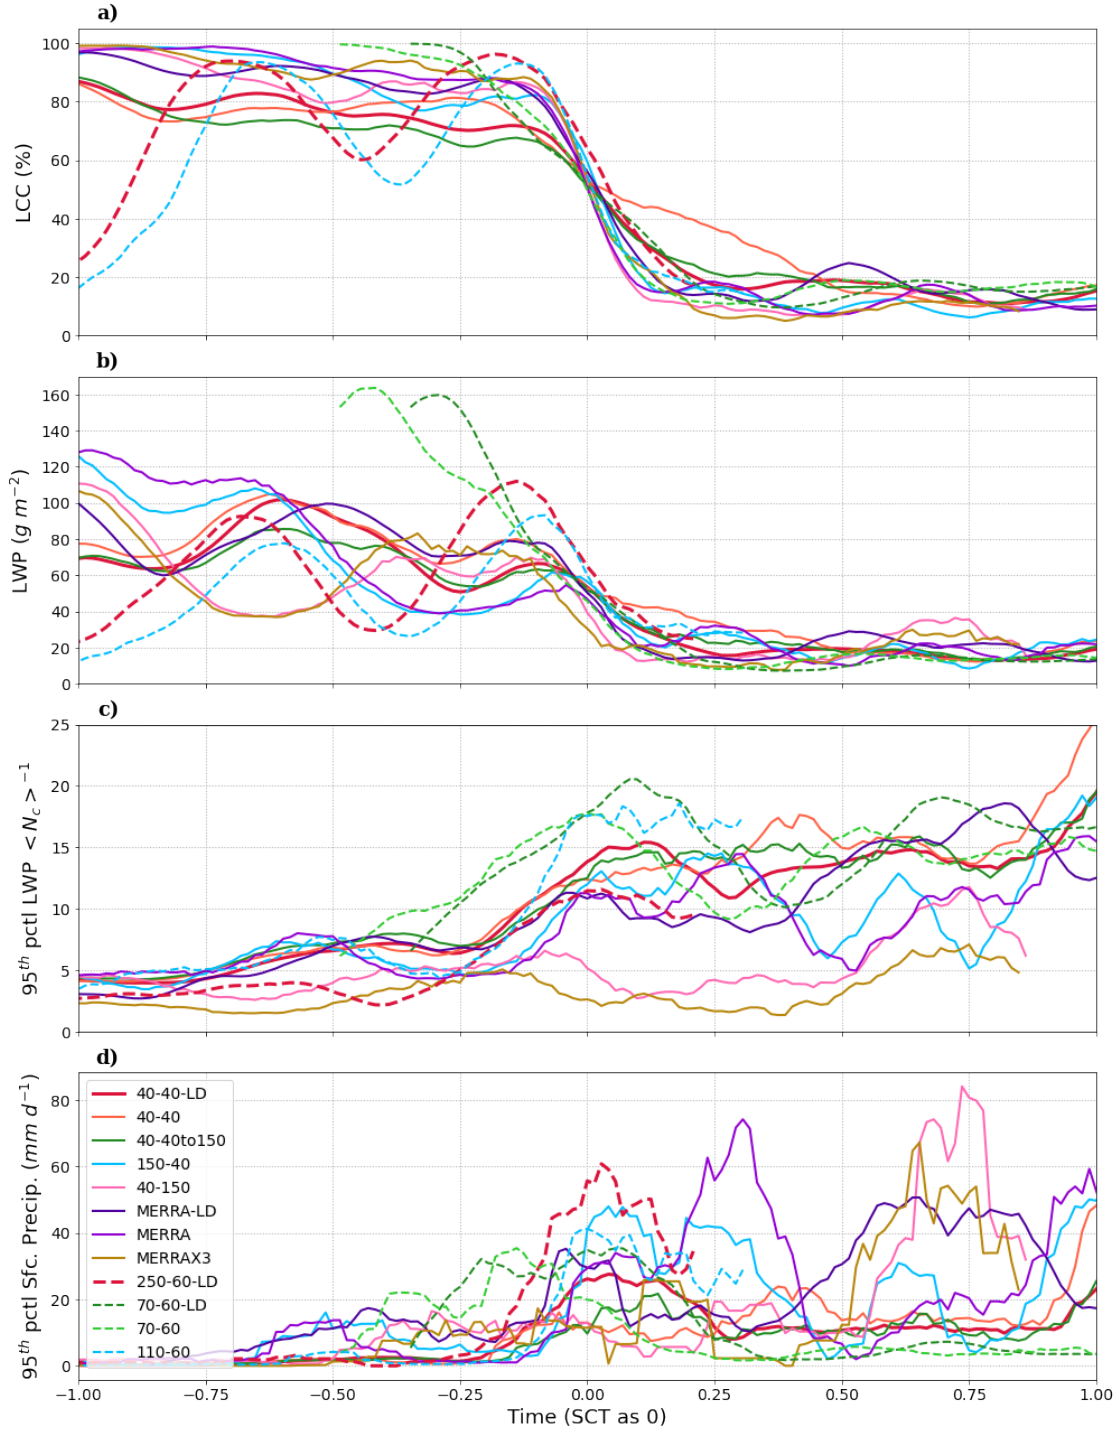 a)
100
80
60
40
20
0
LCC (%)
b)
160
140
120
100
80
60
40
20
0
LWP (g m⁻²)
c)
25
20
15
10
5
0
95ᵗʰ pctl LWP <N_c>⁻¹
d)
80
60
40
20
0
95ᵗʰ pctl Sfc. Precip. (mm d⁻¹)
40-40-LD
40-40
40-40to150
150-40
40-150
MERRA-LD
MERRA
MERRAX3
250-60-LD
70-60-LD
70-60
110-60
−1.00 −0.75 −0.50 −0.25 0.00 0.25 0.50 0.75 1.00
Time (SCT as 0)